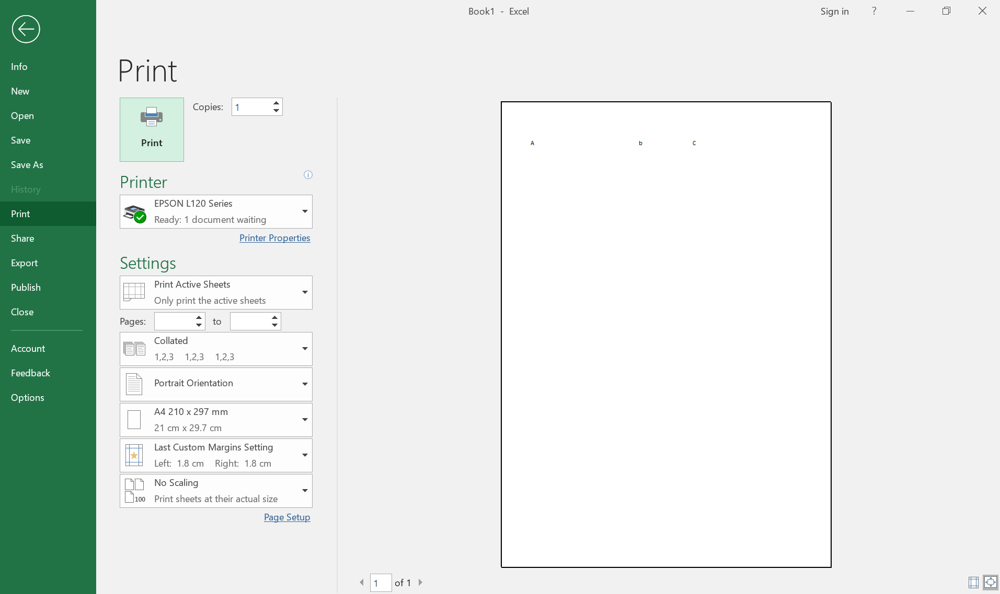 Book1 - Excel
Sign in
?
Info
New
Open
Save
Save As
History
Print
Share
Export
Publish
Close
Account
Feedback
Options
Print
Print
Copies: 1
Printer
EPSON L120 Series
Ready: 1 document waiting
Printer Properties
Settings
Print Active Sheets
Only print the active sheets
Pages: to
Collated
1,2,3 1,2,3 1,2,3
Portrait Orientation
A4 210 x 297 mm
21 cm x 29.7 cm
Last Custom Margins Setting
Left: 1.8 cm Right: 1.8 cm
No Scaling
100
Print sheets at their actual size
Page Setup
A b C
1 of 1